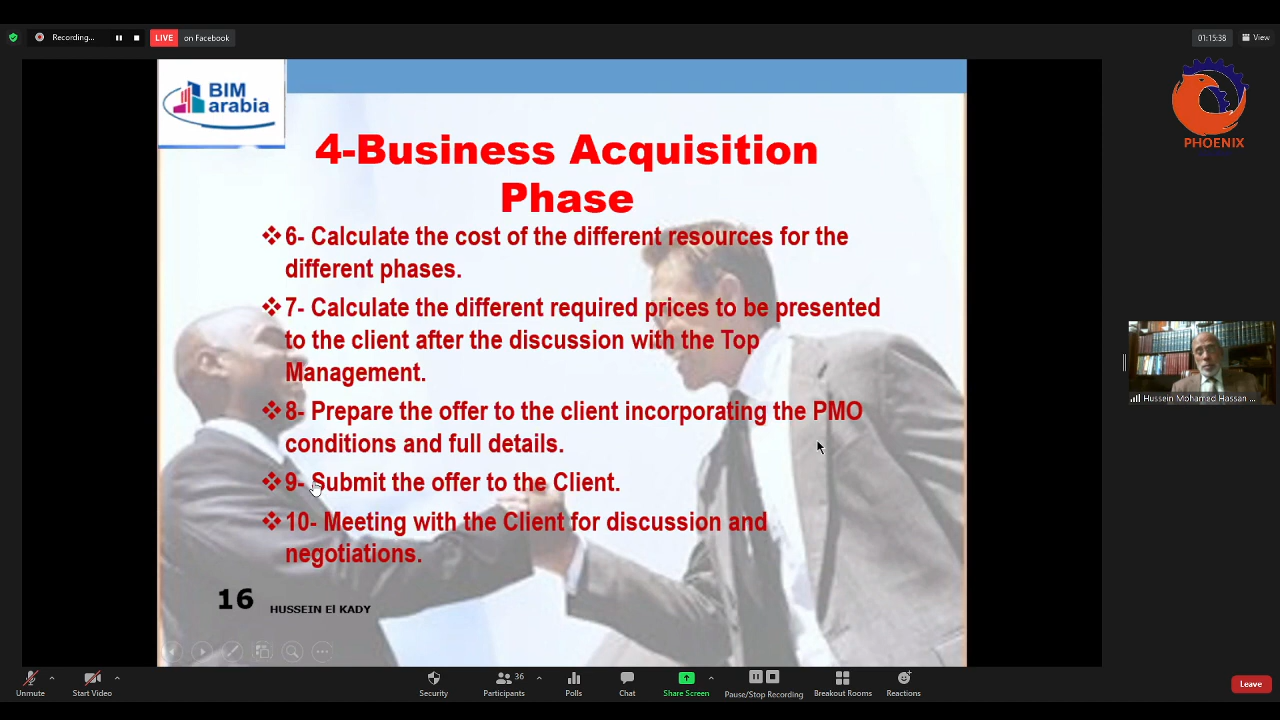 Recording...
LIVE
on Facebook
01:15:38
View
BIM
arabia
PHOENIX
4-Business Acquisition
Phase
❖6- Calculate the cost of the different resources for the
different phases.
❖7- Calculate the different required prices to be presented
to the client after the discussion with the Top
Management.
❖8- Prepare the offer to the client incorporating the PMO
conditions and full details.
❖9- Submit the offer to the Client.
❖10- Meeting with the Client for discussion and
negotiations.
16
HUSSEIN El KADY
Hussein Mohamed Hassan ...
Unmute
Start Video
Security
36
Participants
Polls
Chat
Share Screen
Pause/Stop Recording
Breakout Rooms
Reactions
Leave